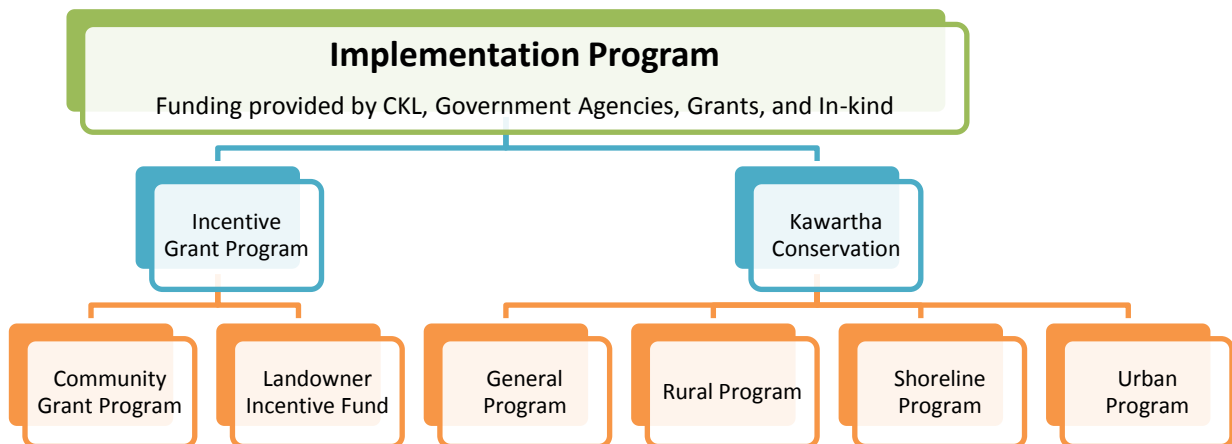 Implementation Program
Funding provided by CKL, Government Agencies, Grants, and In-kind
Incentive
Grant Program
Kawartha
Conservation
Community
Grant Program
Landowner
Incentive Fund
General
Program
Rural Program
Shoreline
Program
Urban
Program